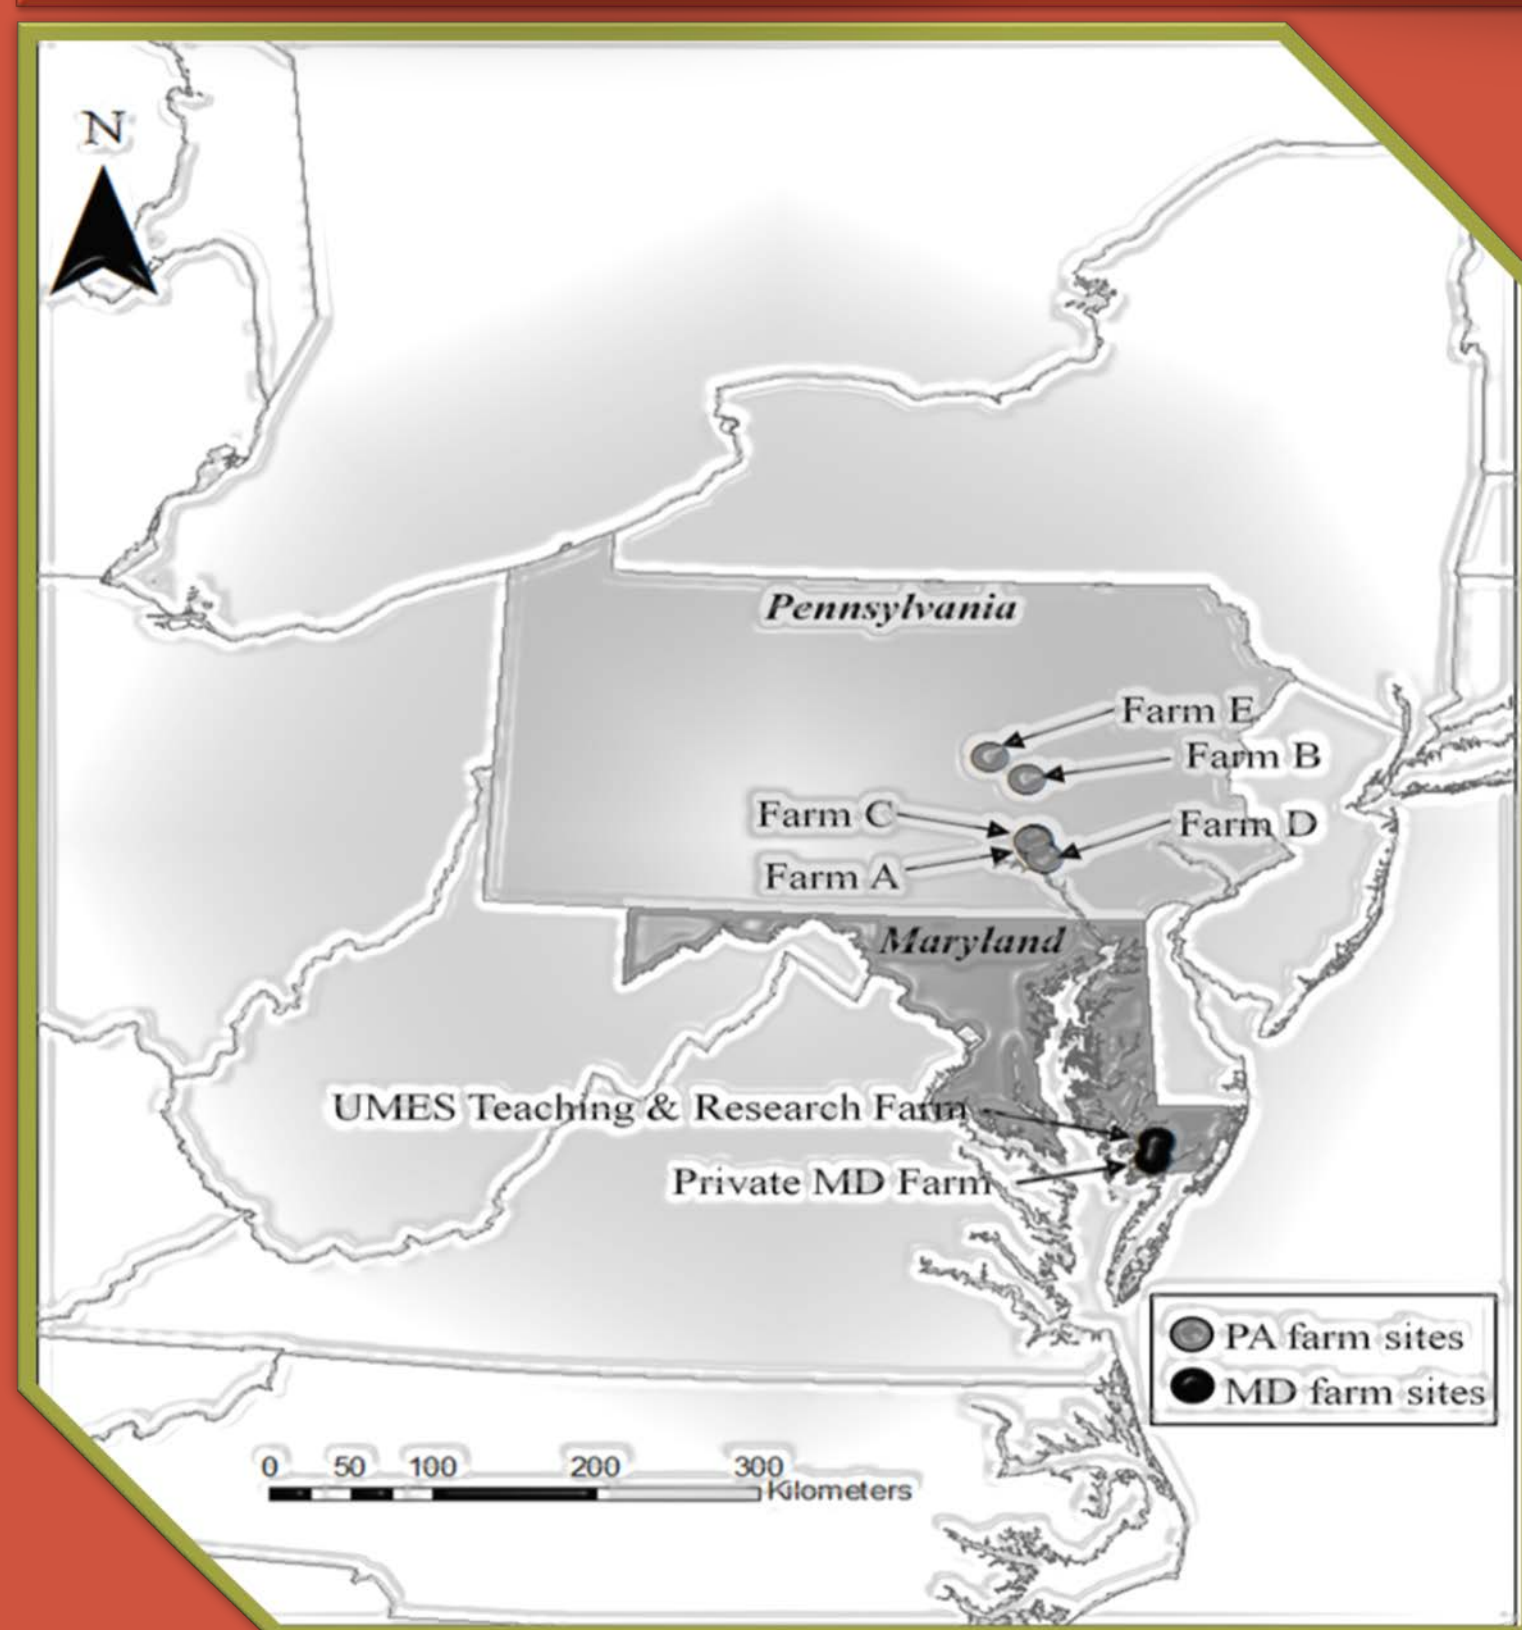 N
Pennsylvania
Farm E
Farm B
Farm C
Farm D
Farm A
Maryland
UMES Teaching & Research Farm
Private MD Farm
PA farm sites
MD farm sites
0 50 100 200 300
Kilometers